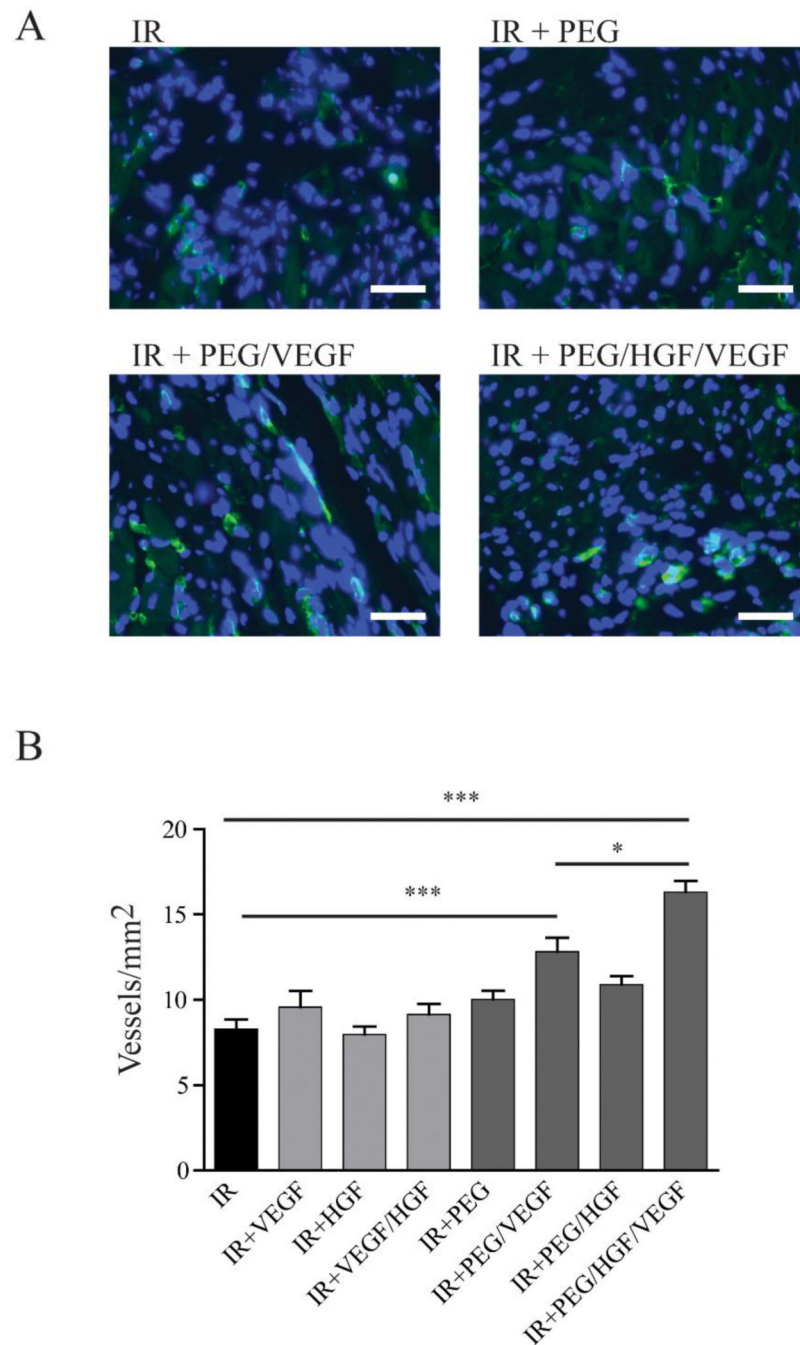 A
IR
IR + PEG
IR + PEG/VEGF
IR + PEG/HGF/VEGF
B
***
*
***
20
15
10
5
0
Vessels/mm2
IR
IR+VEGF
IR+HGF
IR+VEGF/HGF
IR+PEG
IR+PEG/VEGF
IR+PEG/HGF
IR+PEG/HGF/VEGF